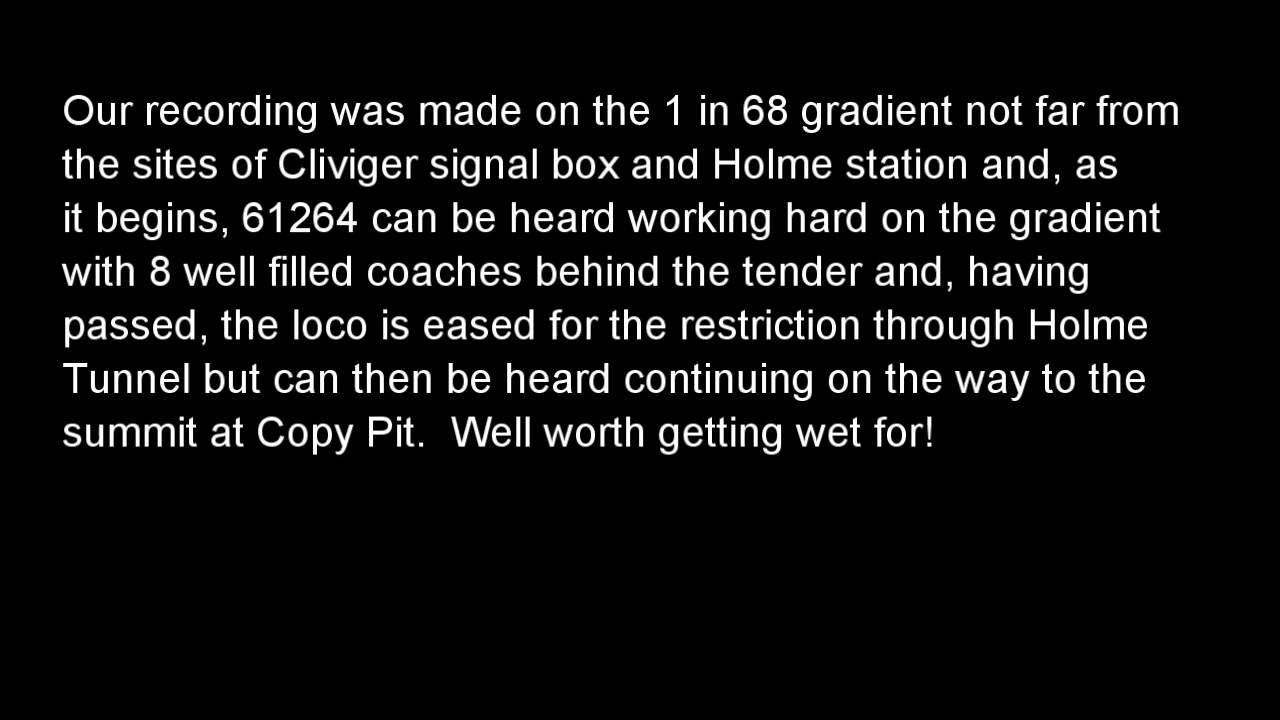 Our recording was made on the 1 in 68 gradient not far from
the sites of Cliviger signal box and Holme station and, as
it begins, 61264 can be heard working hard on the gradient
with 8 well filled coaches behind the tender and, having
passed, the loco is eased for the restriction through Holme
Tunnel but can then be heard continuing on the way to the
summit at Copy Pit.  Well worth getting wet for!